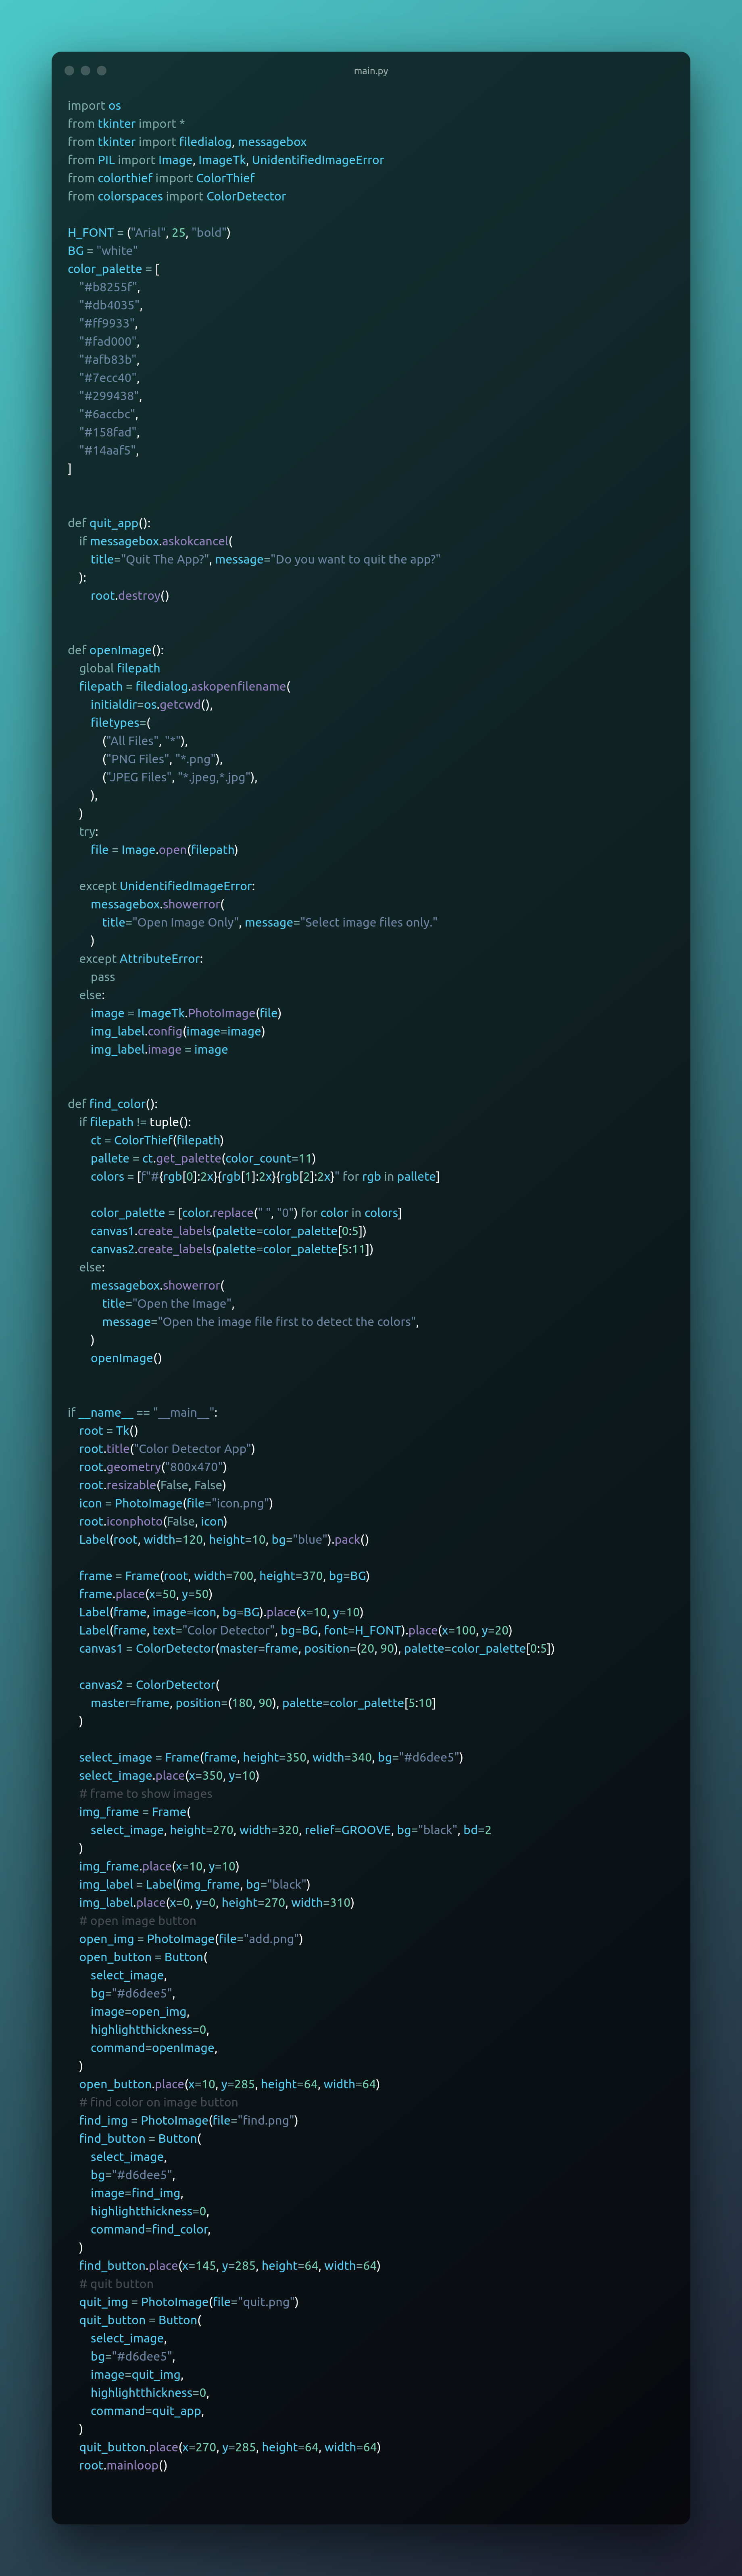 main.py
import os
from tkinter import *
from tkinter import filedialog, messagebox
from PIL import Image, ImageTk, UnidentifiedImageError
from colorthief import ColorThief
from colorspaces import ColorDetector

H_FONT = ("Arial", 25, "bold")
BG = "white"
color_palette = [
    "#b8255f",
    "#db4035",
    "#ff9933",
    "#fad000",
    "#afb83b",
    "#7ecc40",
    "#299438",
    "#6accbc",
    "#158fad",
    "#14aaf5",
]


def quit_app():
    if messagebox.askokcancel(
        title="Quit The App?", message="Do you want to quit the app?"
    ):
        root.destroy()


def openImage():
    global filepath
    filepath = filedialog.askopenfilename(
        initialdir=os.getcwd(),
        filetypes=(
            ("All Files", "*"),
            ("PNG Files", "*.png"),
            ("JPEG Files", "*.jpeg,*.jpg"),
        ),
    )
    try:
        file = Image.open(filepath)

    except UnidentifiedImageError:
        messagebox.showerror(
            title="Open Image Only", message="Select image files only."
        )
    except AttributeError:
        pass
    else:
        image = ImageTk.PhotoImage(file)
        img_label.config(image=image)
        img_label.image = image


def find_color():
    if filepath != tuple():
        ct = ColorThief(filepath)
        pallete = ct.get_palette(color_count=11)
        colors = [f"#{rgb[0]:2x}{rgb[1]:2x}{rgb[2]:2x}" for rgb in pallete]

        color_palette = [color.replace(" ", "0") for color in colors]
        canvas1.create_labels(palette=color_palette[0:5])
        canvas2.create_labels(palette=color_palette[5:11])
    else:
        messagebox.showerror(
            title="Open the Image",
            message="Open the image file first to detect the colors",
        )
        openImage()


if __name__ == "__main__":
    root = Tk()
    root.title("Color Detector App")
    root.geometry("800x470")
    root.resizable(False, False)
    icon = PhotoImage(file="icon.png")
    root.iconphoto(False, icon)
    Label(root, width=120, height=10, bg="blue").pack()

    frame = Frame(root, width=700, height=370, bg=BG)
    frame.place(x=50, y=50)
    Label(frame, image=icon, bg=BG).place(x=10, y=10)
    Label(frame, text="Color Detector", bg=BG, font=H_FONT).place(x=100, y=20)
    canvas1 = ColorDetector(master=frame, position=(20, 90), palette=color_palette[0:5])

    canvas2 = ColorDetector(
        master=frame, position=(180, 90), palette=color_palette[5:10]
    )

    select_image = Frame(frame, height=350, width=340, bg="#d6dee5")
    select_image.place(x=350, y=10)
    # frame to show images
    img_frame = Frame(
        select_image, height=270, width=320, relief=GROOVE, bg="black", bd=2
    )
    img_frame.place(x=10, y=10)
    img_label = Label(img_frame, bg="black")
    img_label.place(x=0, y=0, height=270, width=310)
    # open image button
    open_img = PhotoImage(file="add.png")
    open_button = Button(
        select_image,
        bg="#d6dee5",
        image=open_img,
        highlightthickness=0,
        command=openImage,
    )
    open_button.place(x=10, y=285, height=64, width=64)
    # find color on image button
    find_img = PhotoImage(file="find.png")
    find_button = Button(
        select_image,
        bg="#d6dee5",
        image=find_img,
        highlightthickness=0,
        command=find_color,
    )
    find_button.place(x=145, y=285, height=64, width=64)
    # quit button
    quit_img = PhotoImage(file="quit.png")
    quit_button = Button(
        select_image,
        bg="#d6dee5",
        image=quit_img,
        highlightthickness=0,
        command=quit_app,
    )
    quit_button.place(x=270, y=285, height=64, width=64)
    root.mainloop()